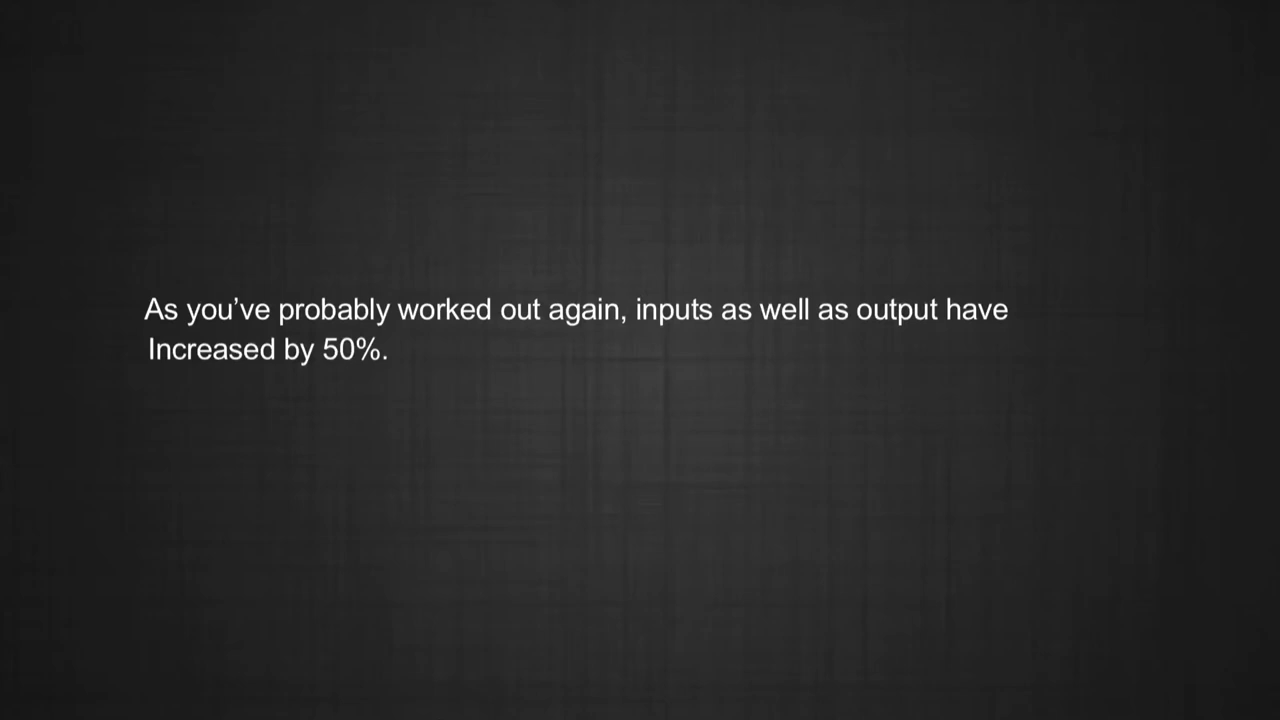 As you’ve probably worked out again, inputs as well as output have
Increased by 50%.